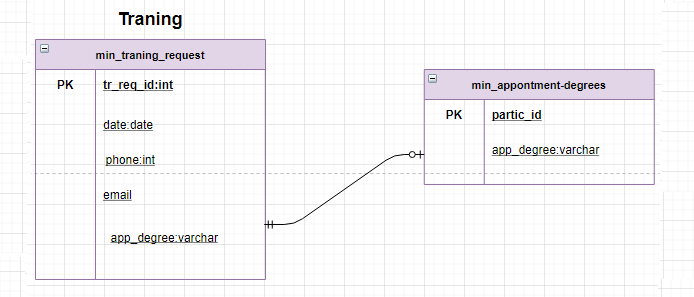 Traning
min_traning_request
PK tr_req_id:int
date:date
phone:int
email
app_degree:varchar
min_appontment-degrees
PK partic_id
app_degree:varchar